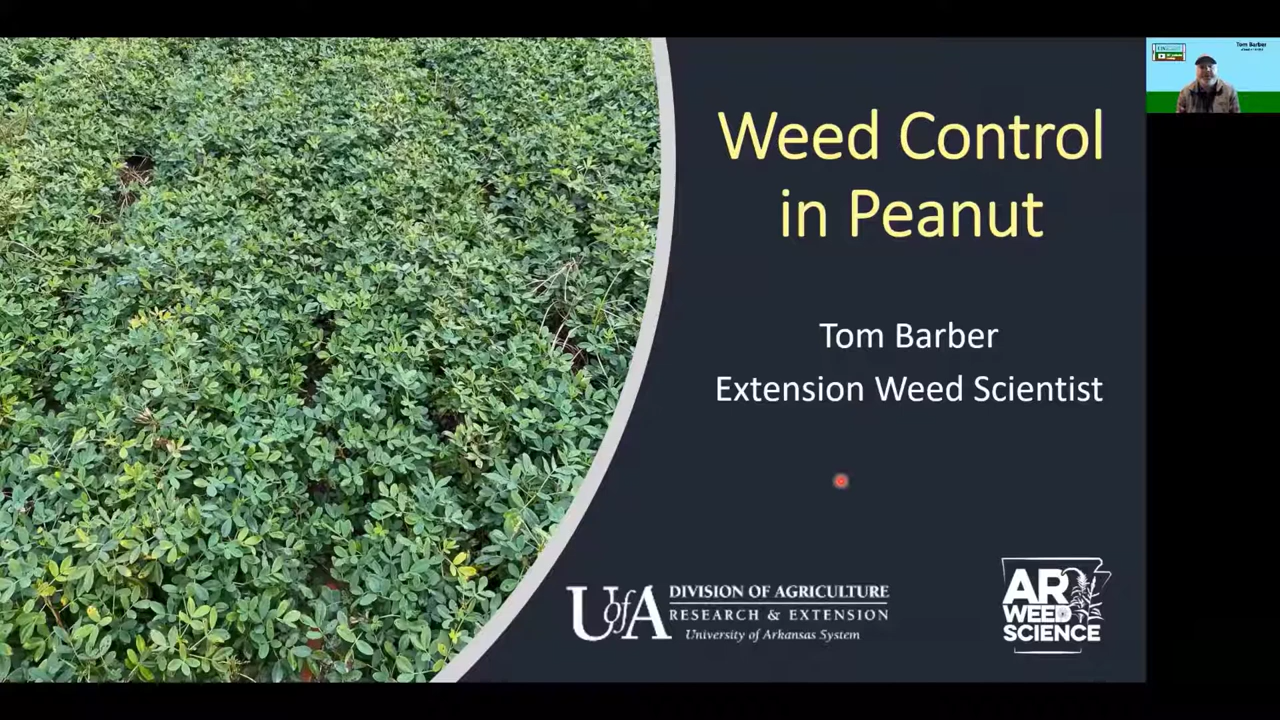 Weed Control
in Peanut
Tom Barber
Extension Weed Scientist
UofA
DIVISION OF AGRICULTURE
RESEARCH & EXTENSION
University of Arkansas System
AR
WEED
SCIENCE
Tom Barber